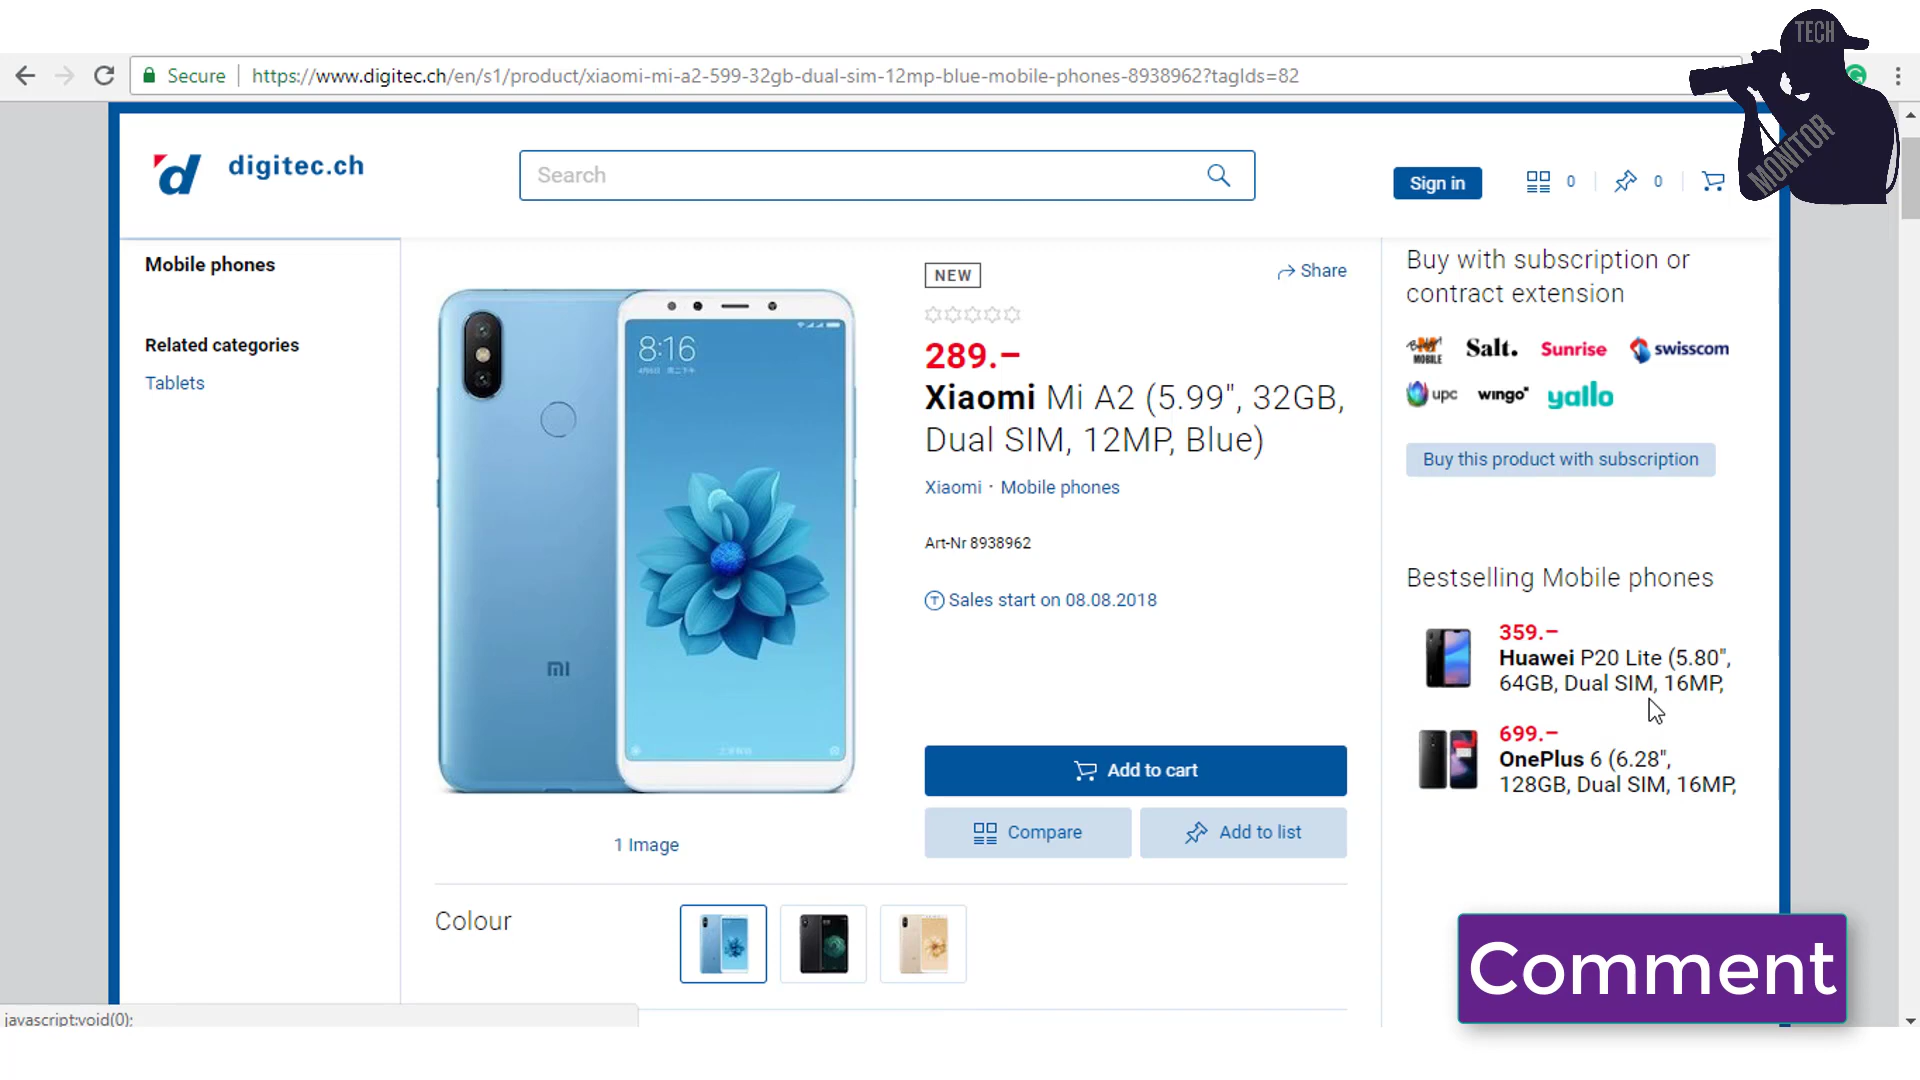 TECH
MONITOR
Secure
https://www.digitec.ch/en/s1/product/xiaomi-mi-a2-599-32gb-dual-sim-12mp-blue-mobile-phones-8938962?tagIds=82
digitec.ch
Search
Sign in
0
0
Mobile phones
Related categories
Tablets
8:16
MI
1 Image
NEW
Share
289.–
Xiaomi Mi A2 (5.99", 32GB,
Dual SIM, 12MP, Blue)
Xiaomi · Mobile phones
Art-Nr 8938962
Sales start on 08.08.2018
Add to cart
Compare
Add to list
Colour
Buy with subscription or
contract extension
MOBILE
Salt.
Sunrise
swisscom
upc
wingo
yallo
Buy this product with subscription
Bestselling Mobile phones
359.–
Huawei P20 Lite (5.80",
64GB, Dual SIM, 16MP,
699.–
OnePlus 6 (6.28",
128GB, Dual SIM, 16MP,
Comment
javascript:void(0);